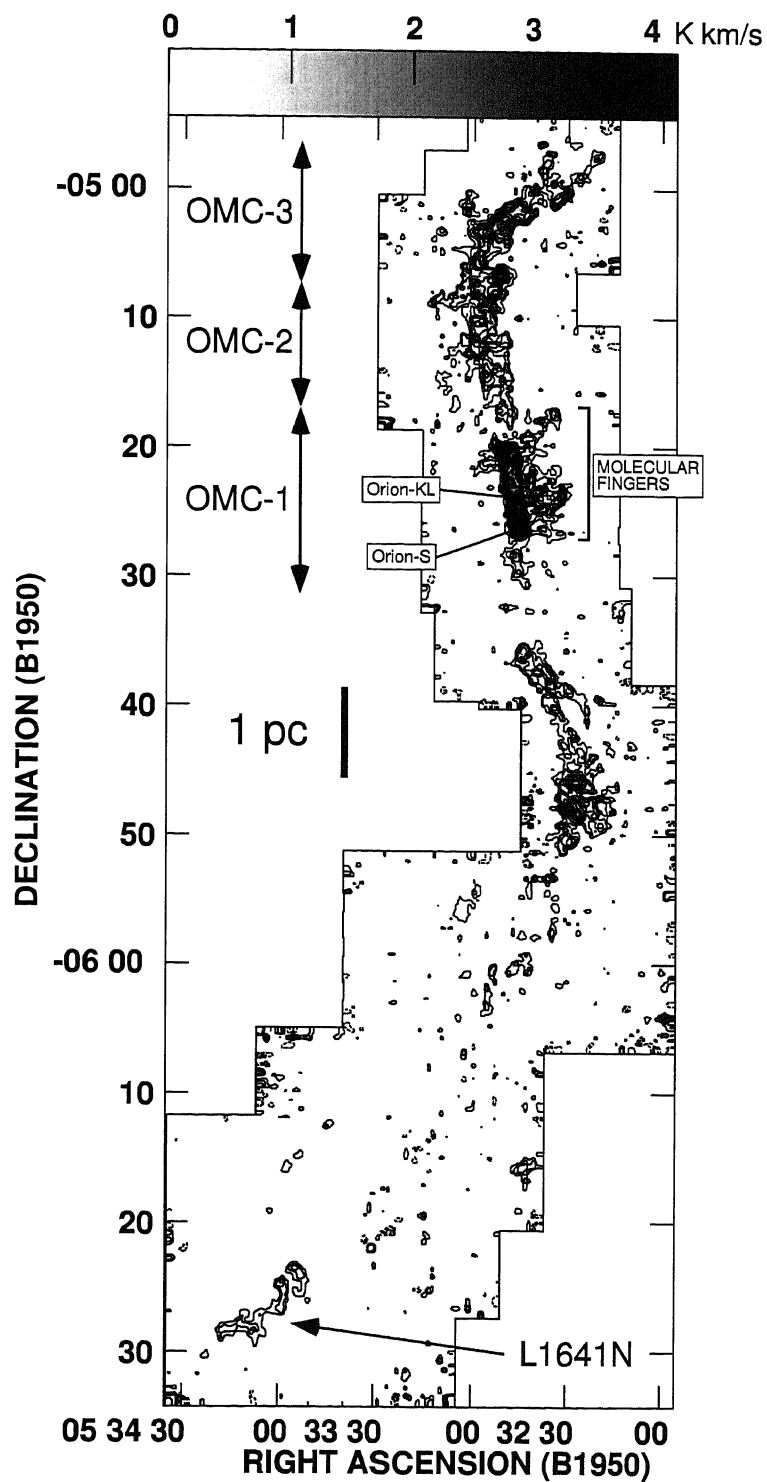 0 1 2 3 4 K km/s
-05 00
OMC-3
10
OMC-2
20
OMC-1
Orion-KL
MOLECULAR
FINGERS
Orion-S
30
40
1 pc
50
-06 00
10
20
30
L1641N
DECLINATION (B1950)
05 34 30 00 33 30 00 32 30 00
RIGHT ASCENSION (B1950)